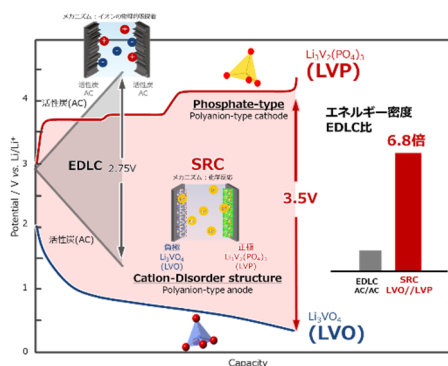 メカニズム：イオンの物理的吸脱着
活性炭
AC
活性炭
AC
Li₃V₂(PO₄)₃
(LVP)
活性炭(AC)
Phosphate-type
Polyanion-type cathode
エネルギー密度
EDLC比
6.8倍
EDLC
2.75V
SRC
メカニズム：化学反応
3.5V
負極
Li₃VO₄
(LVO)
正極
Li₃V₂(PO₄)₃
(LVP)
活性炭(AC)
Cation-Disorder structure
Polyanion-type anode
EDLC
AC/AC
SRC
LVO//LVP
Li₃VO₄
(LVO)
Potential / V vs. Li/Li⁺
5
4
3
2
1
0
Capacity